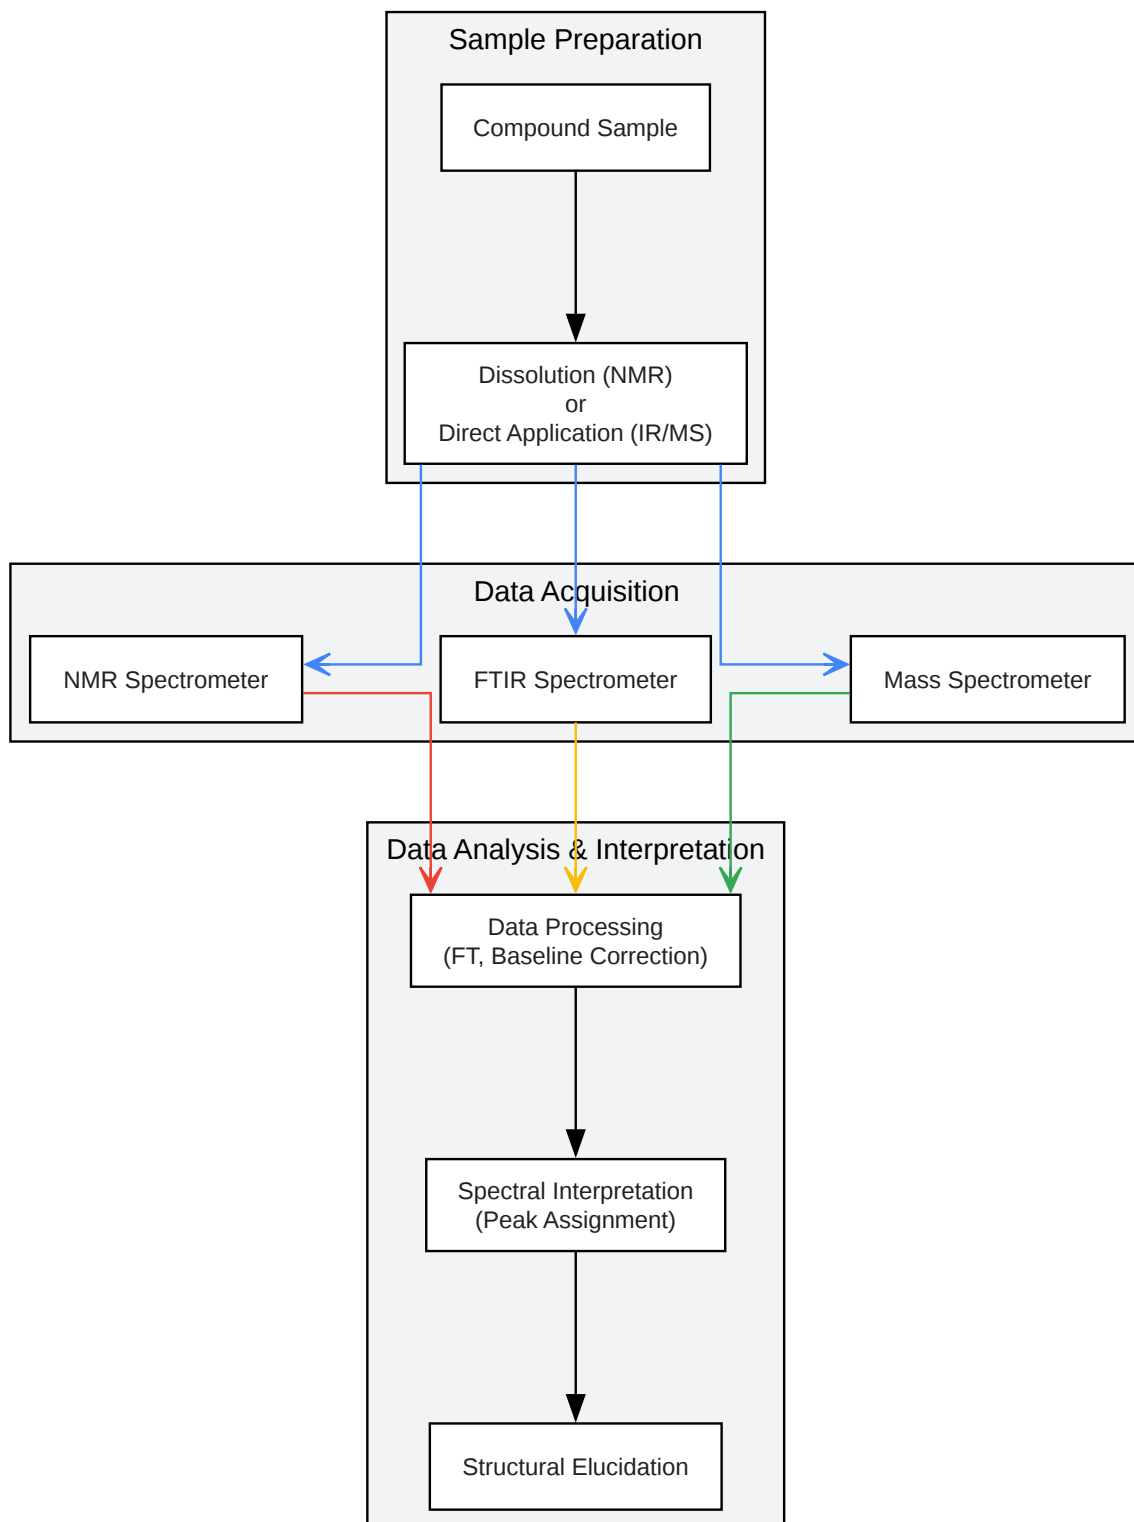 Sample Preparation
Compound Sample
Dissolution (NMR)
or
Direct Application (IR/MS)
Data Acquisition
NMR Spectrometer
FTIR Spectrometer
Mass Spectrometer
Data Analysis & Interpretation
Data Processing
(FT, Baseline Correction)
Spectral Interpretation
(Peak Assignment)
Structural Elucidation